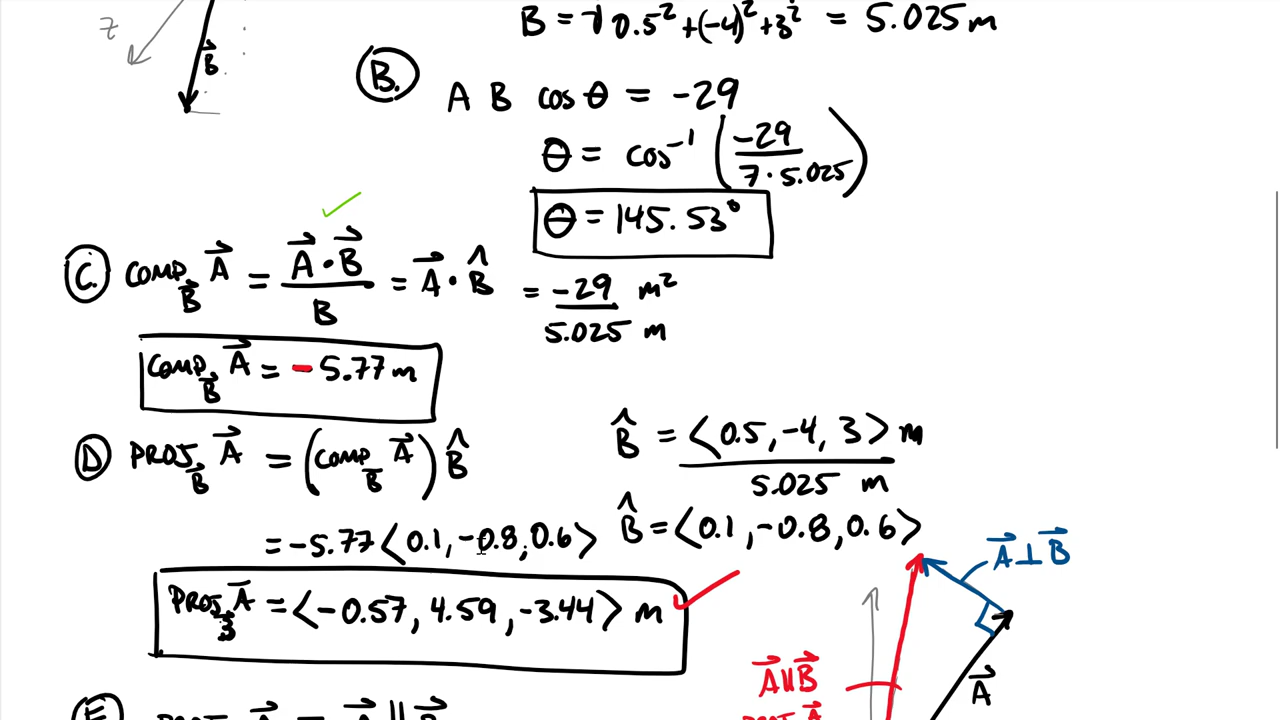 z
B⃗
B = √0.5²+(-4)²+3² = 5.025 m
B.
A B cos θ = -29
θ = cos⁻¹ (-29 / 7·5.025)
θ = 145.53°
C. COMP_B⃗ A⃗ = A⃗·B⃗ / B = A⃗·B̂ = -29 m² / 5.025 m
COMP_B⃗ A⃗ = -5.77 m
D PROJ_B⃗ A⃗ = (COMP_B⃗ A⃗) B̂
B̂ = <0.5, -4, 3> m / 5.025 m
= -5.77 <0.1, -0.8, 0.6>
B̂ = <0.1, -0.8, 0.6>
PROJ_B A⃗ = <-0.57, 4.59, -3.44> m
A⃗⊥B⃗
A⃗∥B⃗
A⃗